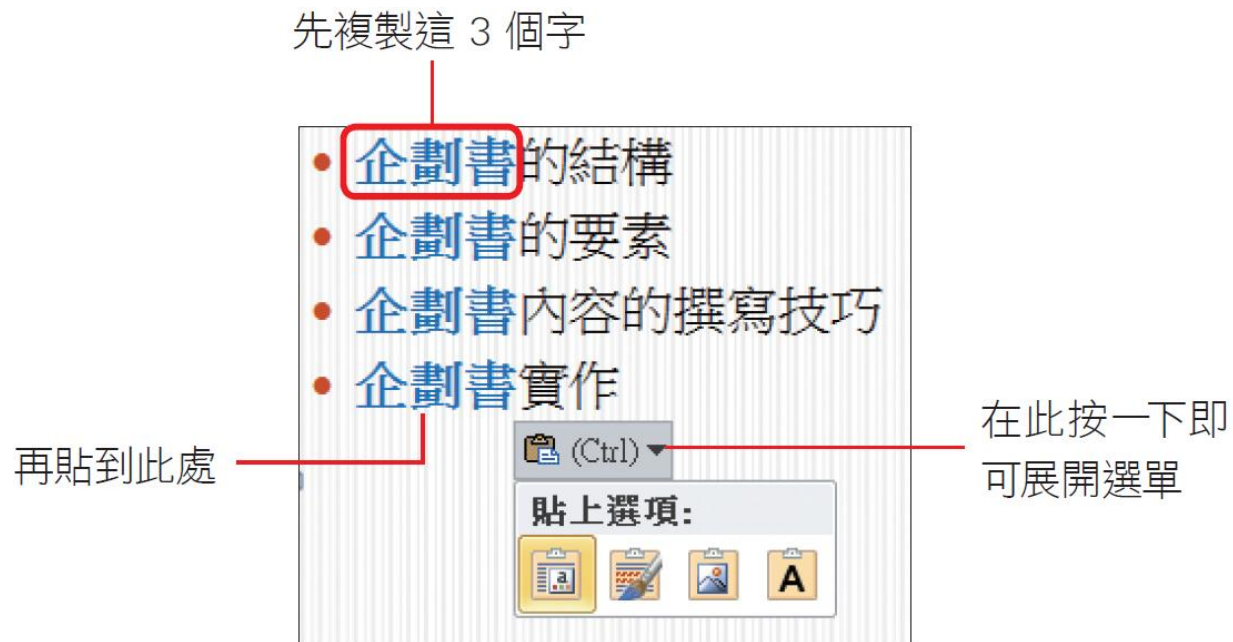 先複製這 3 個字
• 企劃書的結構
• 企劃書的要素
• 企劃書內容的撰寫技巧
• 企劃書實作
再貼到此處
(Ctrl)
在此按一下即
可展開選單
貼上選項:
a
A